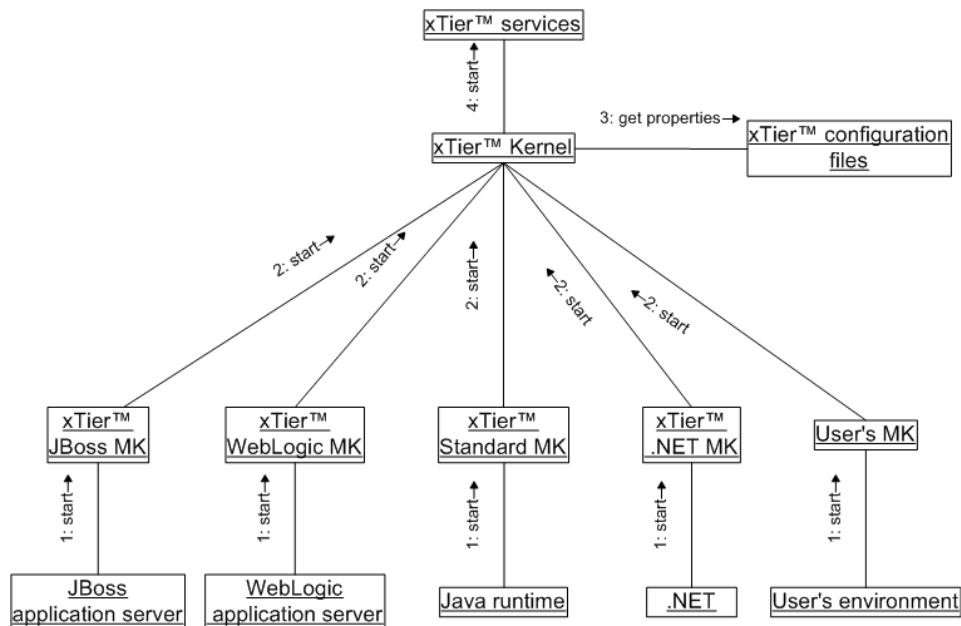 xTier™ services
4: start→
3: get properties→
xTier™ Kernel
xTier™ configuration
files
2: start→
2: start→
2: start→
←2: start
←2: start
xTier™
JBoss MK
xTier™
WebLogic MK
xTier™
Standard MK
xTier™
.NET MK
User's MK
1: start→
1: start→
1: start→
1: start→
1: start→
JBoss
application server
WebLogic
application server
Java runtime
.NET
User's environment